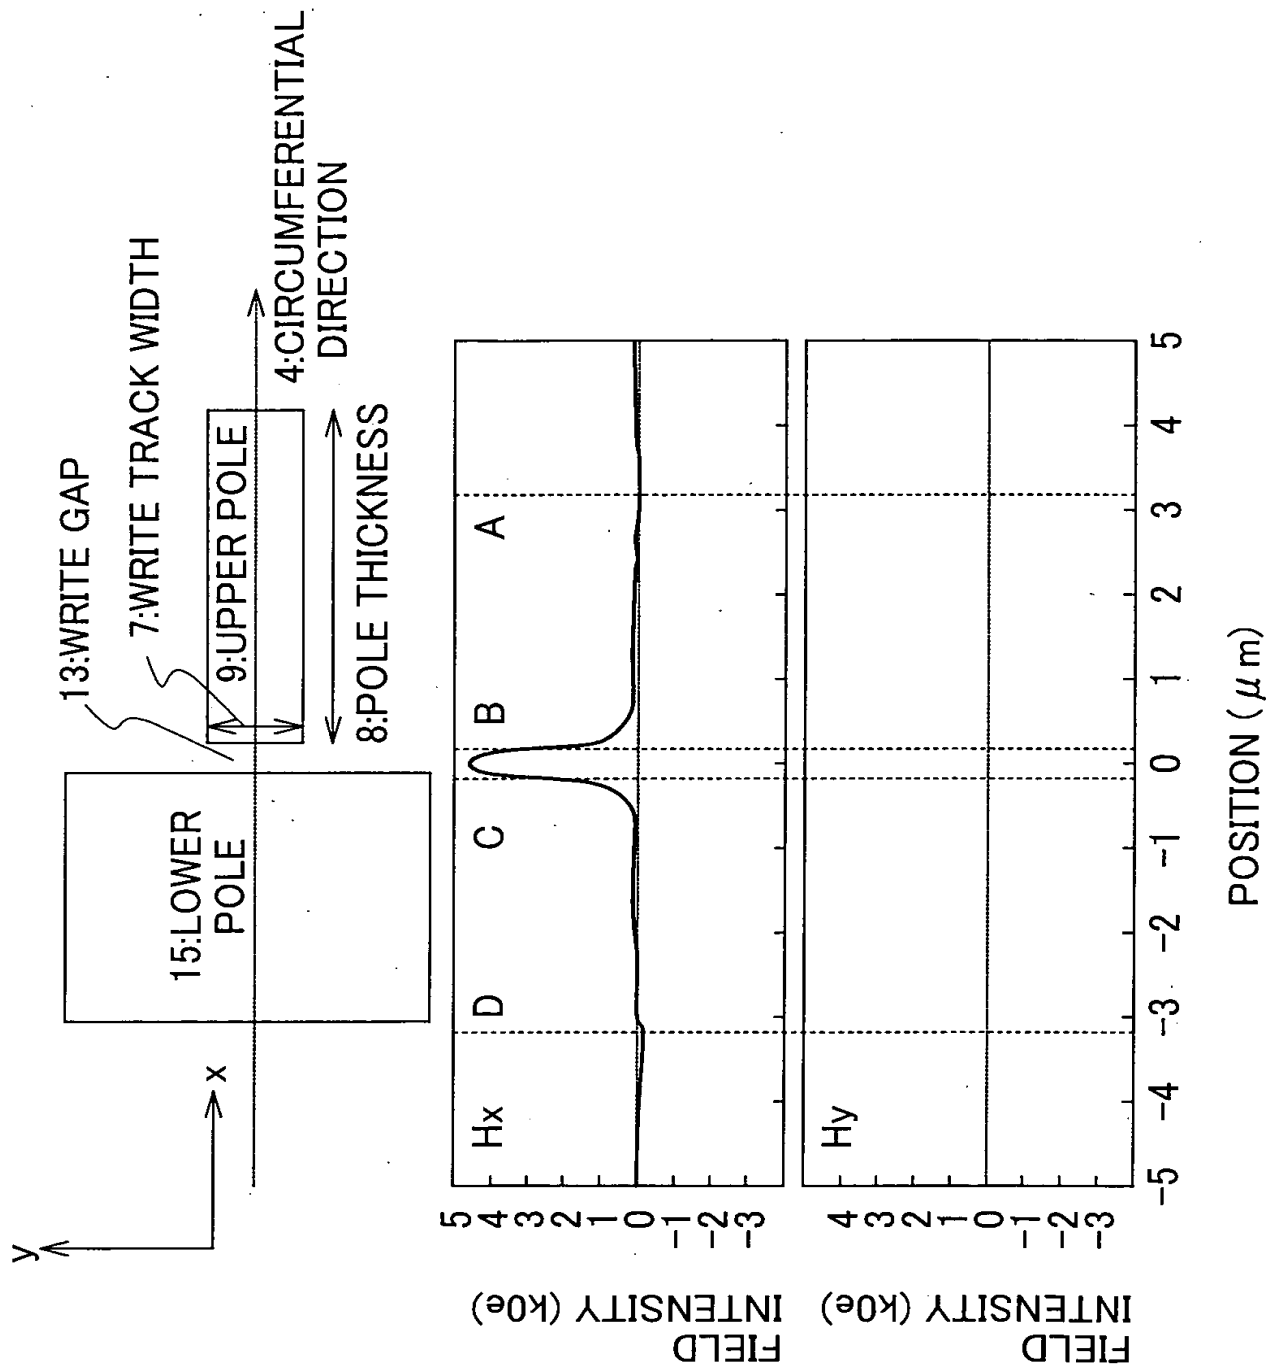 y
x
13:WRITE GAP
7:WRITE TRACK WIDTH
15:LOWER
POLE
9:UPPER POLE
4:CIRCUMFERENTIAL
DIRECTION
8:POLE THICKNESS
FIELD
INTENSITY (kOe)
5
4
3
2
1
0
-1
-2
-3
Hx
D
C
B
A
FIELD
INTENSITY (kOe)
4
3
2
1
0
-1
-2
-3
Hy
-5 -4 -3 -2 -1 0 1 2 3 4 5
POSITION (μm)